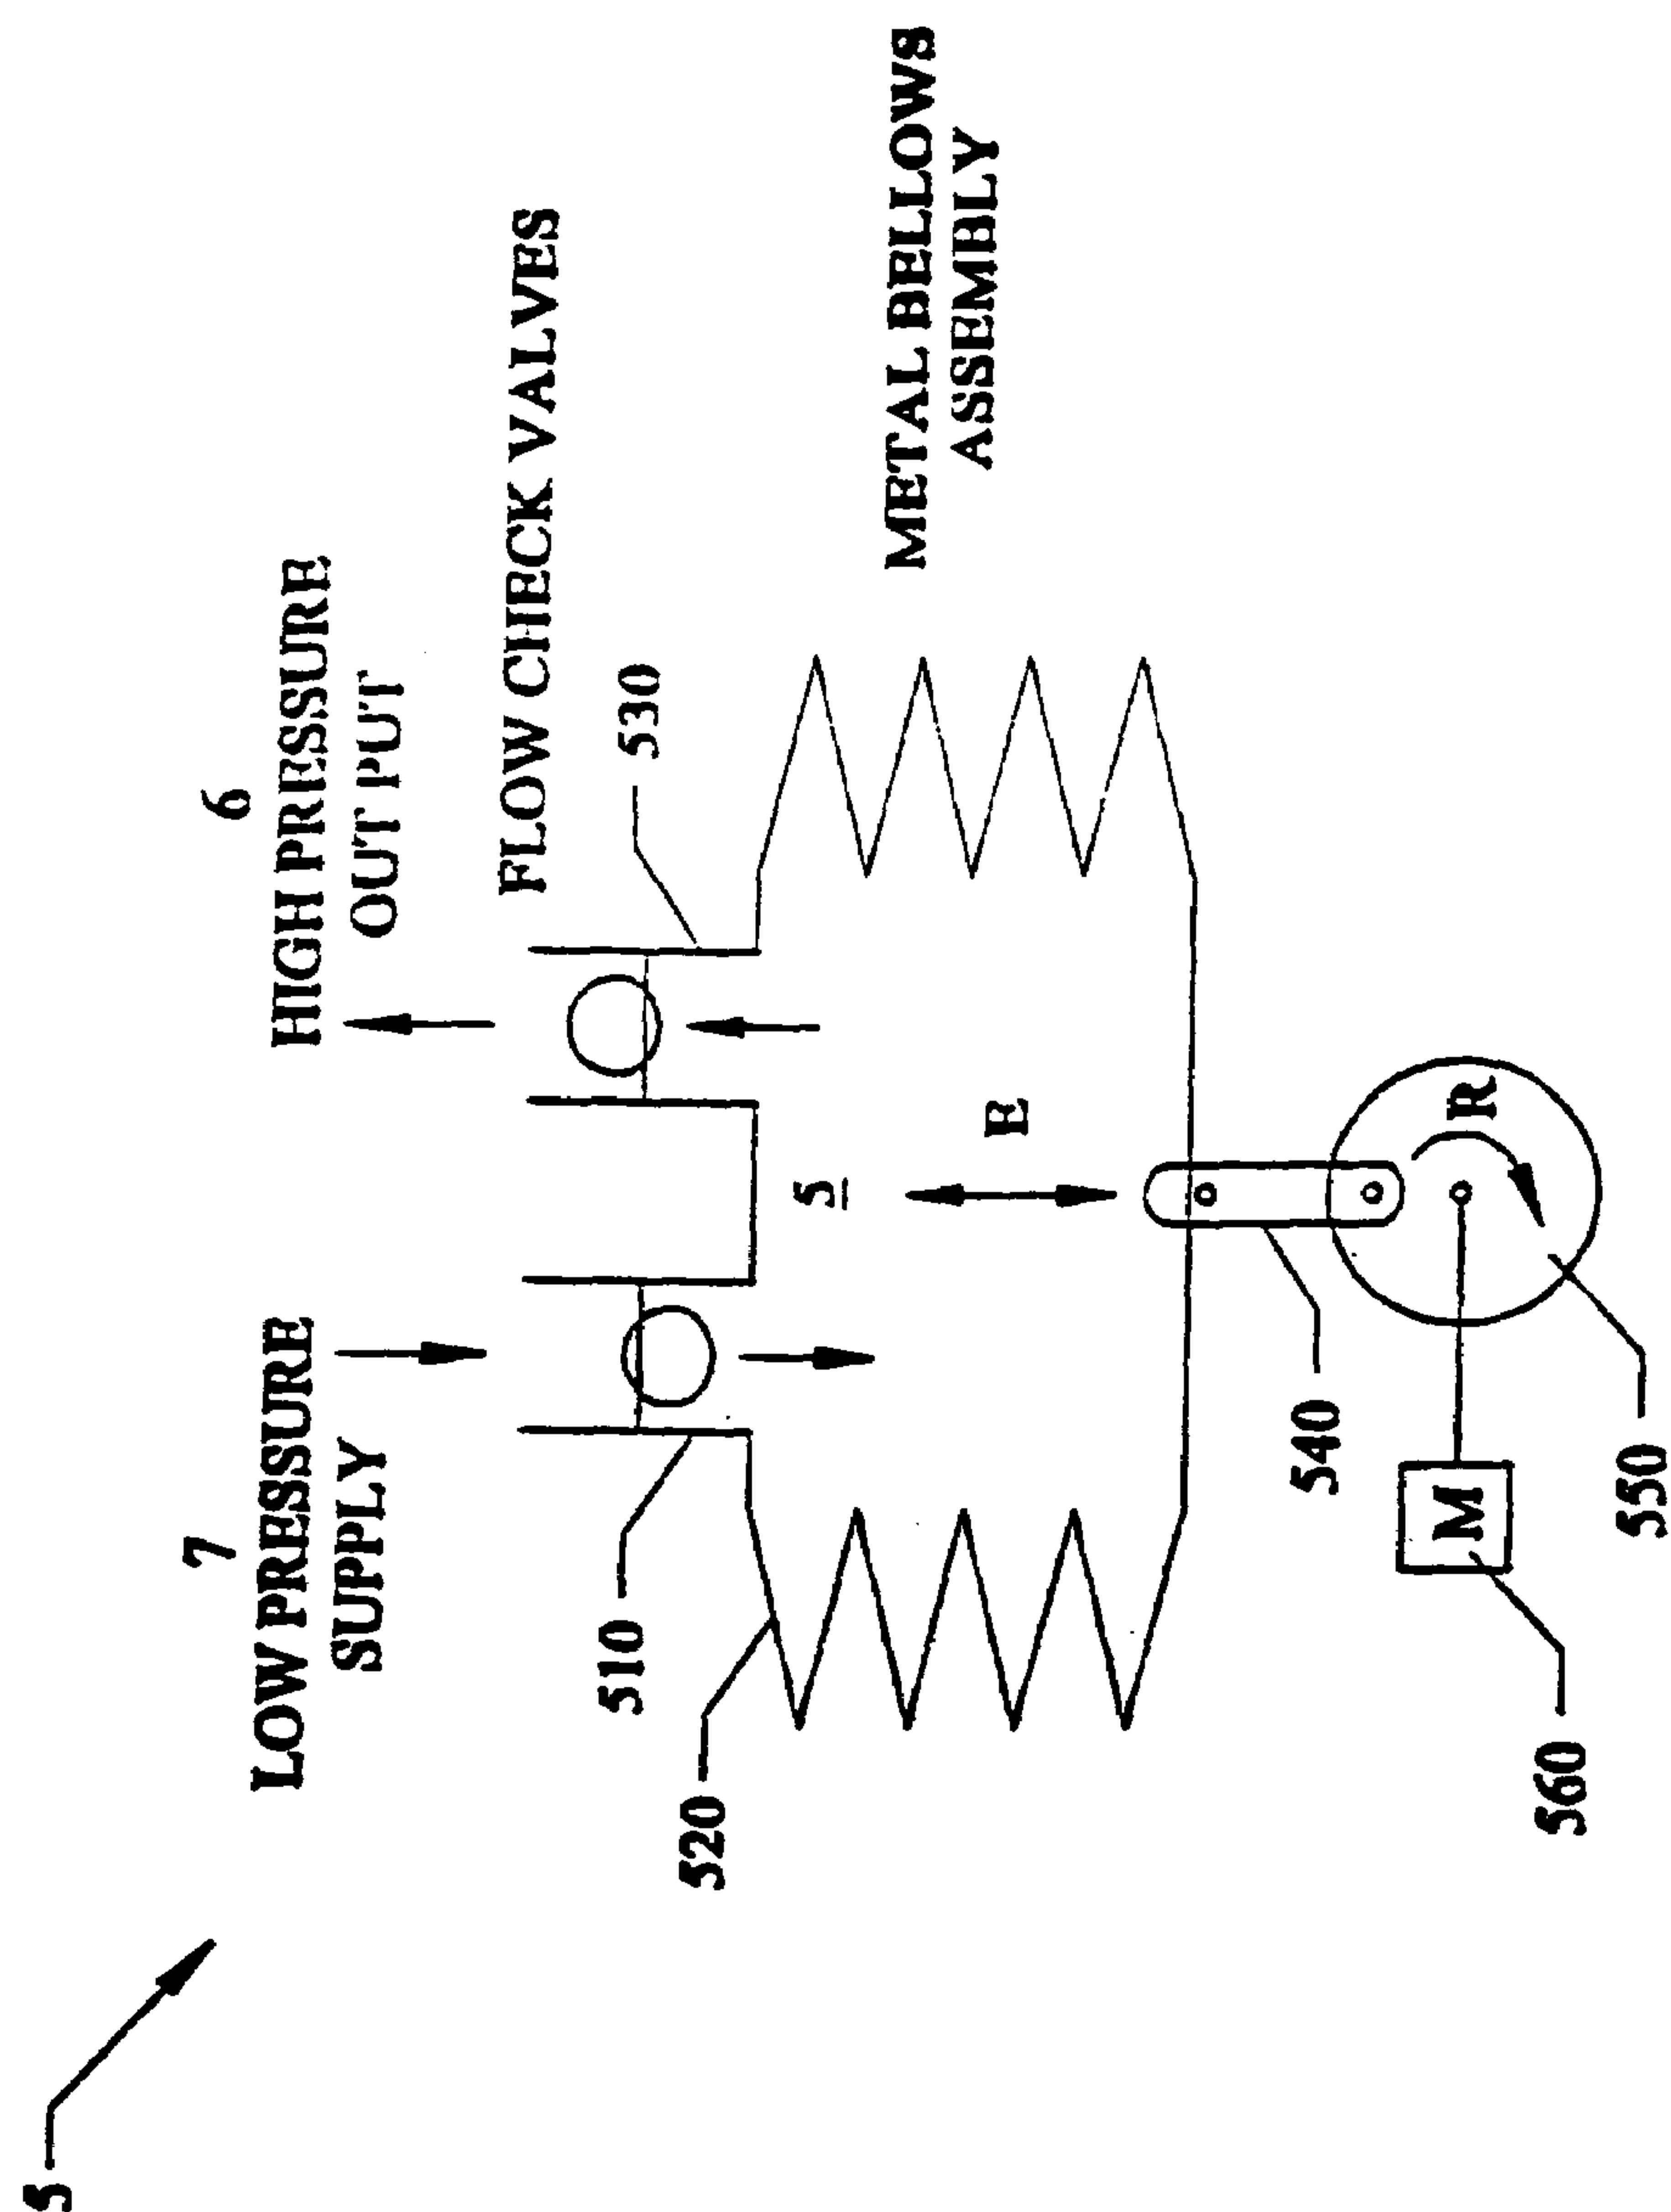 5
7
LOW PRESSURE
SUPPLY
6
HIGH PRESSURE
OUT PUT
FLOW CHECK VALVES
510
530
520
5
METAL BELLOWS
ASSEMBLY
E
540
M
R
560
550